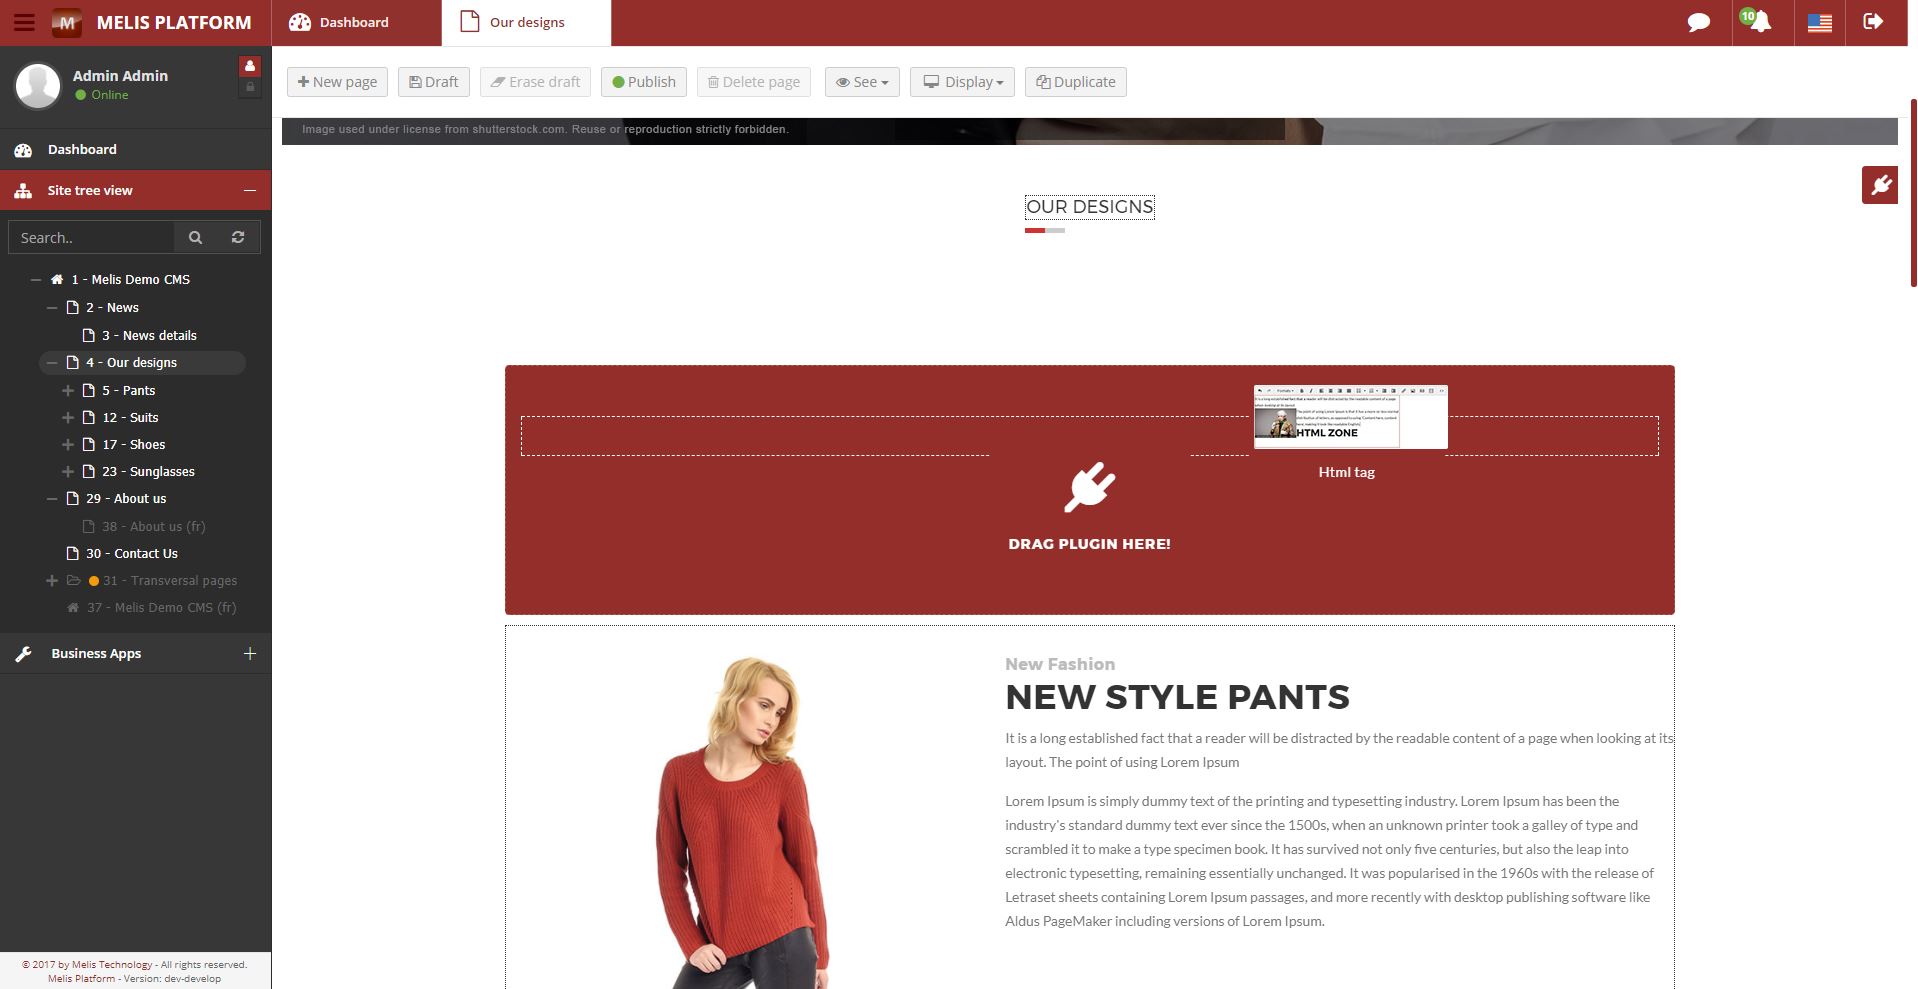 MELIS PLATFORM
Dashboard
Our designs
10
Admin Admin
Online
New page
Draft
Erase draft
Publish
Delete page
See
Display
Duplicate
Image used under license from shutterstock.com. Reuse or reproduction strictly forbidden.
Dashboard
Site tree view
Search..
1 - Melis Demo CMS
2 - News
3 - News details
4 - Our designs
5 - Pants
12 - Suits
17 - Shoes
23 - Sunglasses
29 - About us
38 - About us (fr)
30 - Contact Us
31 - Transversal pages
37 - Melis Demo CMS (fr)
Business Apps
© 2017 by Melis Technology - All rights reserved.
Melis Platform - Version: dev-develop
OUR DESIGNS
HTML ZONE
Html tag
DRAG PLUGIN HERE!
New Fashion
NEW STYLE PANTS
It is a long established fact that a reader will be distracted by the readable content of a page when looking at its
layout. The point of using Lorem Ipsum
Lorem Ipsum is simply dummy text of the printing and typesetting industry. Lorem Ipsum has been the
industry's standard dummy text ever since the 1500s, when an unknown printer took a galley of type and
scrambled it to make a type specimen book. It has survived not only five centuries, but also the leap into
electronic typesetting, remaining essentially unchanged. It was popularised in the 1960s with the release of
Letraset sheets containing Lorem Ipsum passages, and more recently with desktop publishing software like
Aldus PageMaker including versions of Lorem Ipsum.